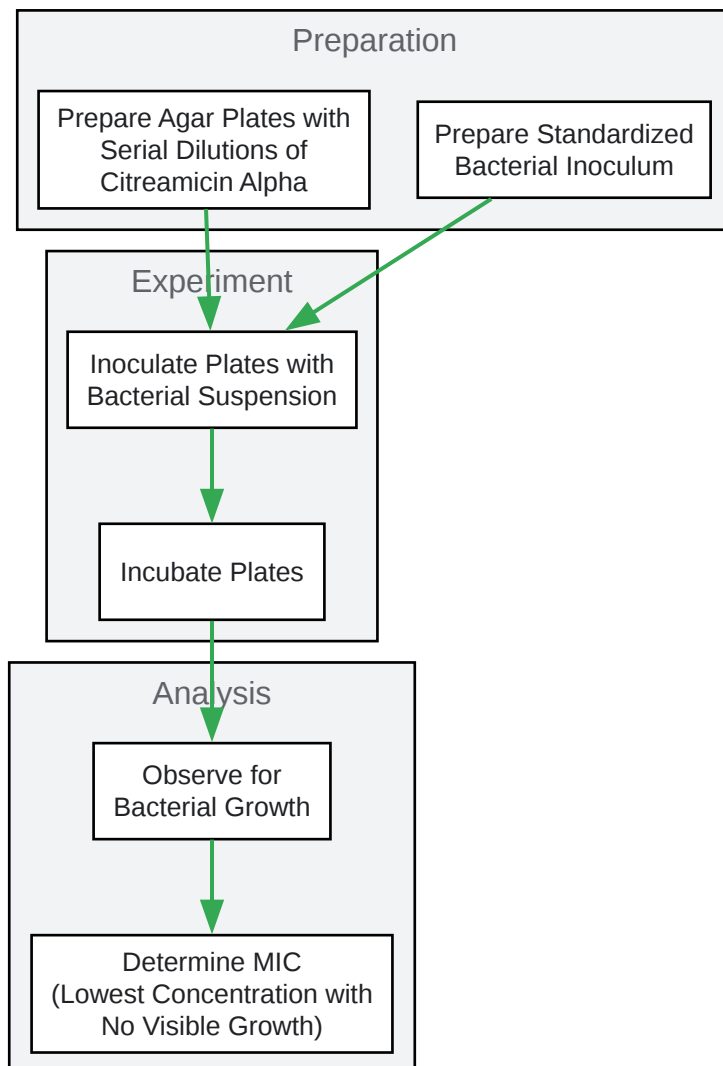 Preparation
Prepare Agar Plates with
Serial Dilutions of
Citreamicin Alpha
Prepare Standardized
Bacterial Inoculum
Experiment
Inoculate Plates with
Bacterial Suspension
Incubate Plates
Analysis
Observe for
Bacterial Growth
Determine MIC
(Lowest Concentration with
No Visible Growth)